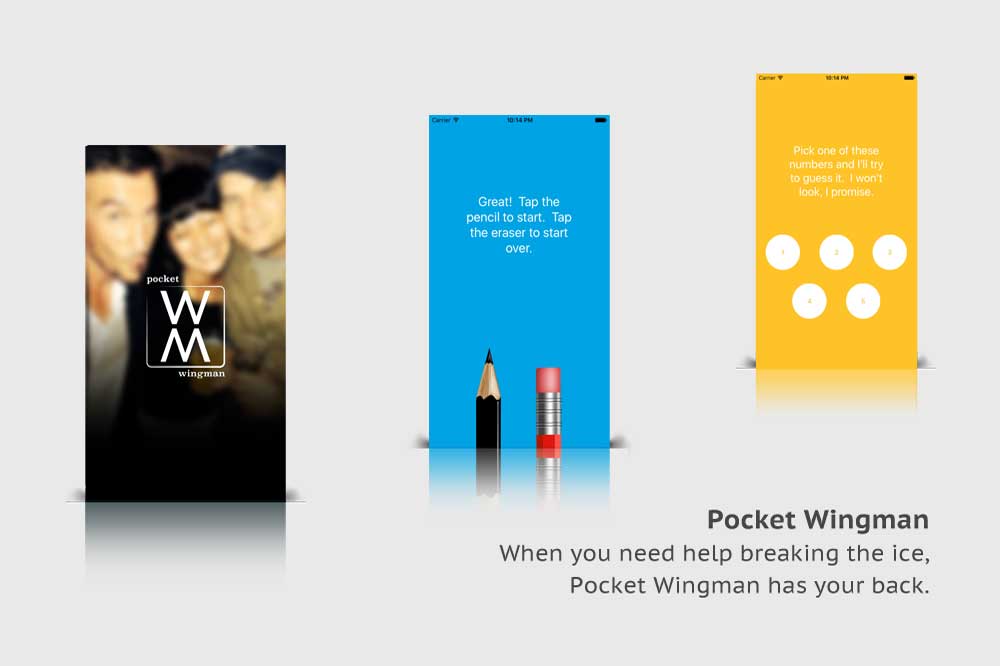 pocket
WM
wingman
Carrier 10:14 PM
Great! Tap the
pencil to start. Tap
the eraser to start
over.
Carrier 10:14 PM
Pick one of these
numbers and I'll try
to guess it. I won't
look, I promise.
1 2 3
4 5
Pocket Wingman
When you need help breaking the ice,
Pocket Wingman has your back.